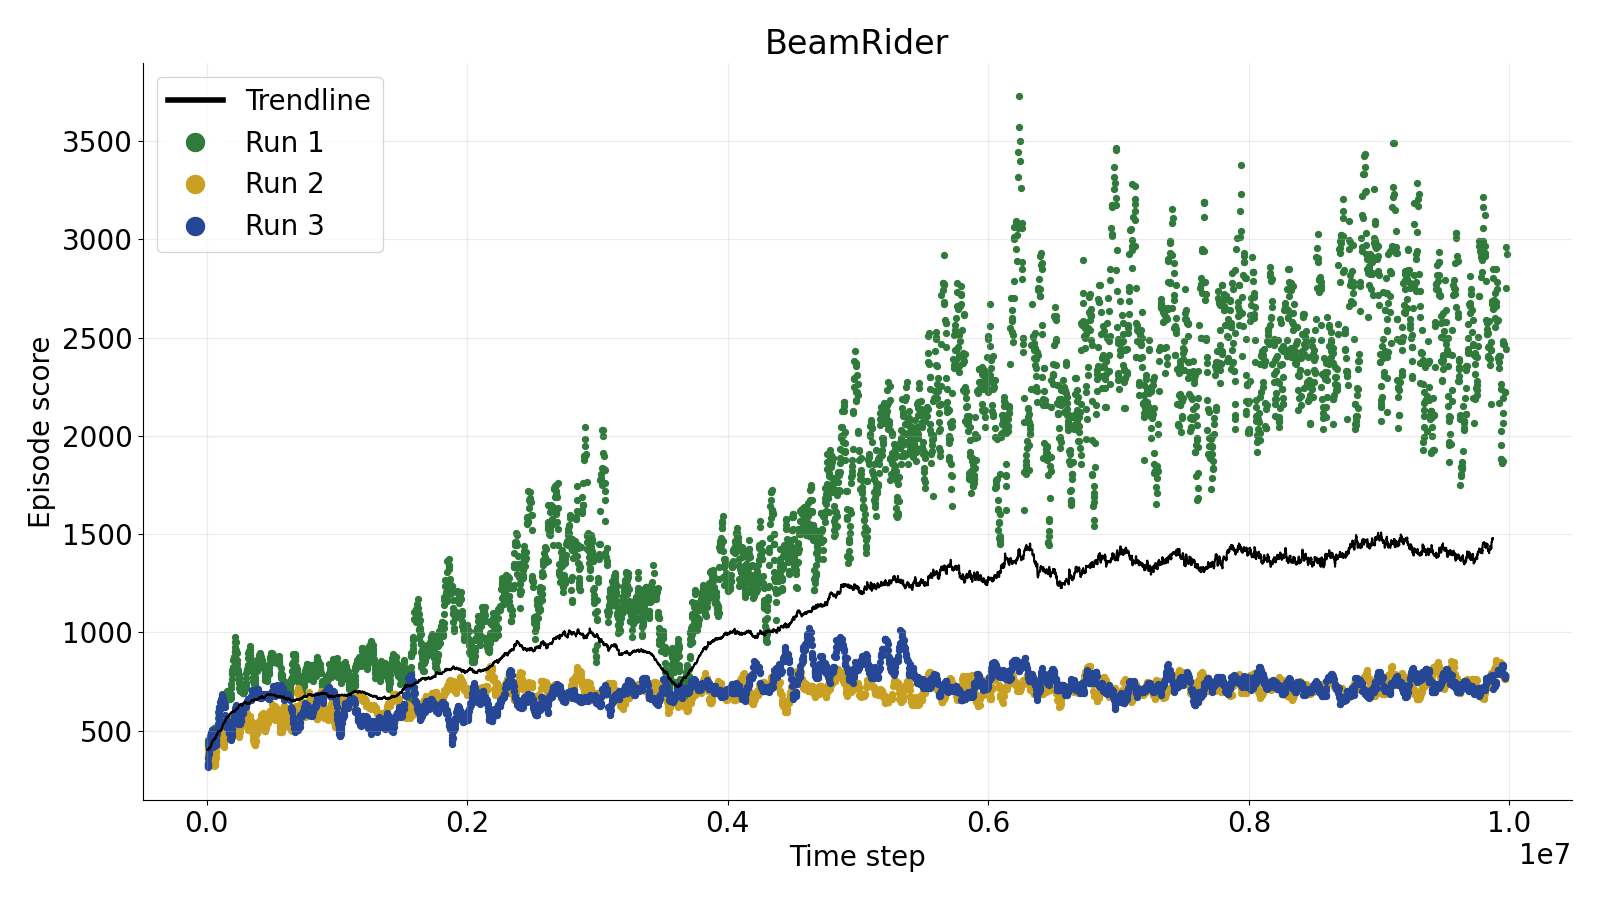 BeamRider
Trendline
Run 1
Run 2
Run 3
Episode score
3500
3000
2500
2000
1500
1000
500
0.0 0.2 0.4 0.6 0.8 1.0
1e7
Time step